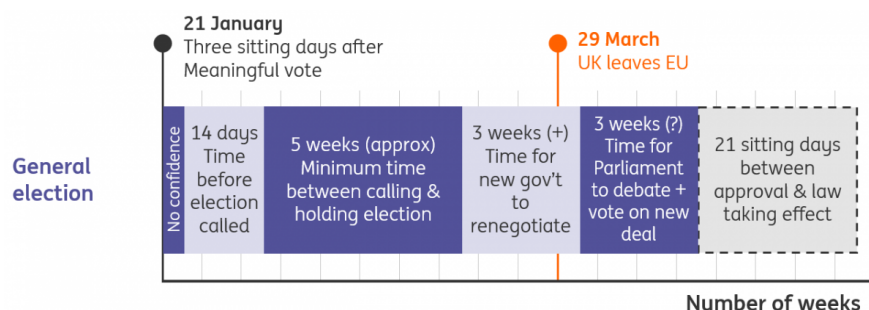 21 January
Three sitting days after
Meaningful vote
29 March
UK leaves EU
General
election
No confidence
14 days
Time
before
election
called
5 weeks (approx)
Minimum time
between calling &
holding election
3 weeks (+)
Time for
new gov't
to
renegotiate
3 weeks (?)
Time for
Parliament
to debate +
vote on new
deal
21 sitting days
between
approval & law
taking effect
Number of weeks